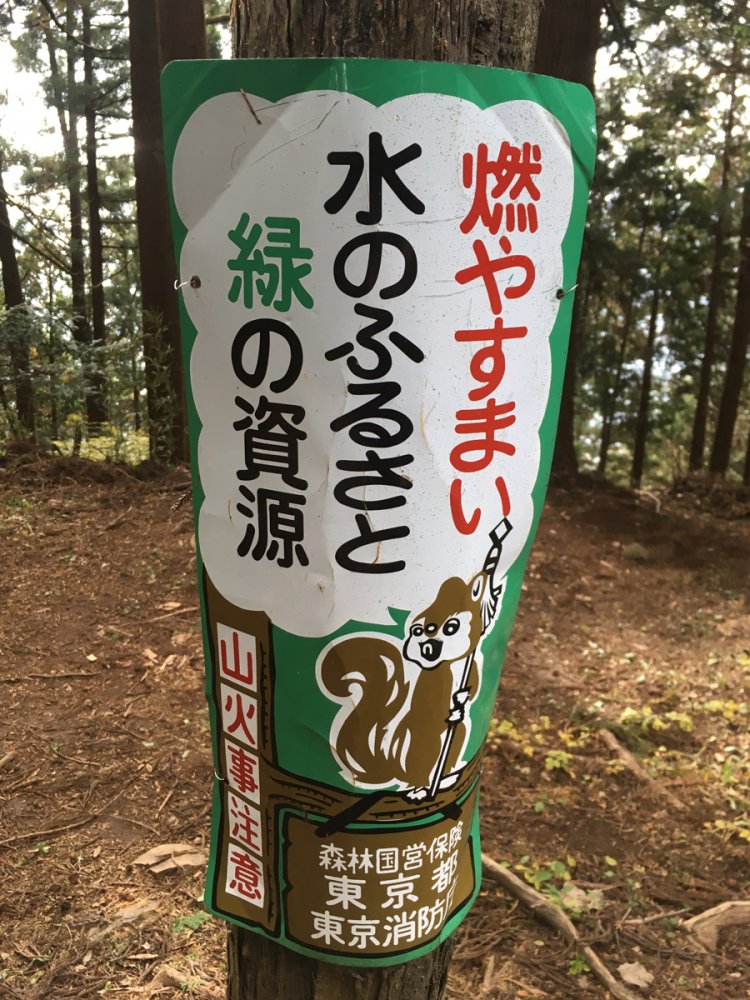 燃やすまい
水のふるさと
緑の資源
山火事注意
森林国営保険
東京都
東京消防庁